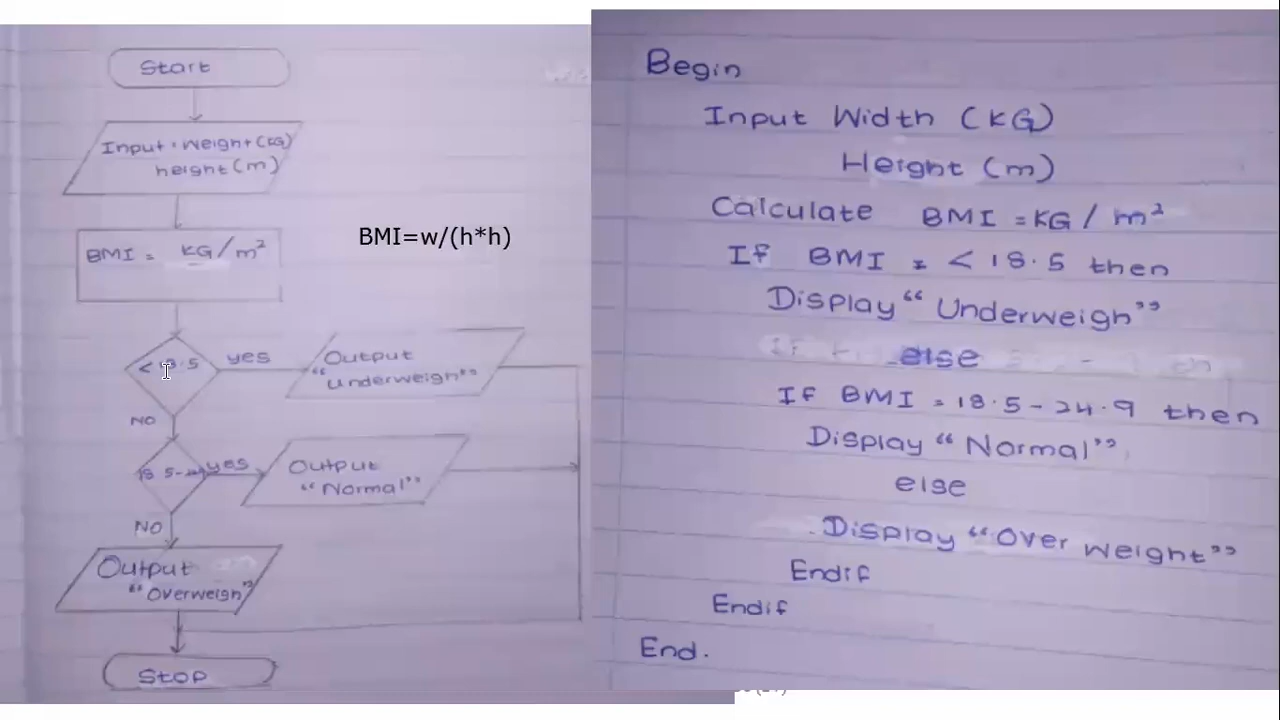 Start
Input · Weight (KG)
height (m)
BMI = KG / m²
BMI=w/(h*h)
yes
Output
"Underweigh"
NO
yes
Output
"Normal"
NO
Output
"Overweigh"
Stop
Begin
Input Width (KG)
Height (m)
Calculate BMI = KG / m²
If BMI = < 18.5 then
Display "Underweigh"
else
If BMI = 18.5 - 24.9 then
Display "Normal"
else
Display "Over weight"
Endif
Endif
End.